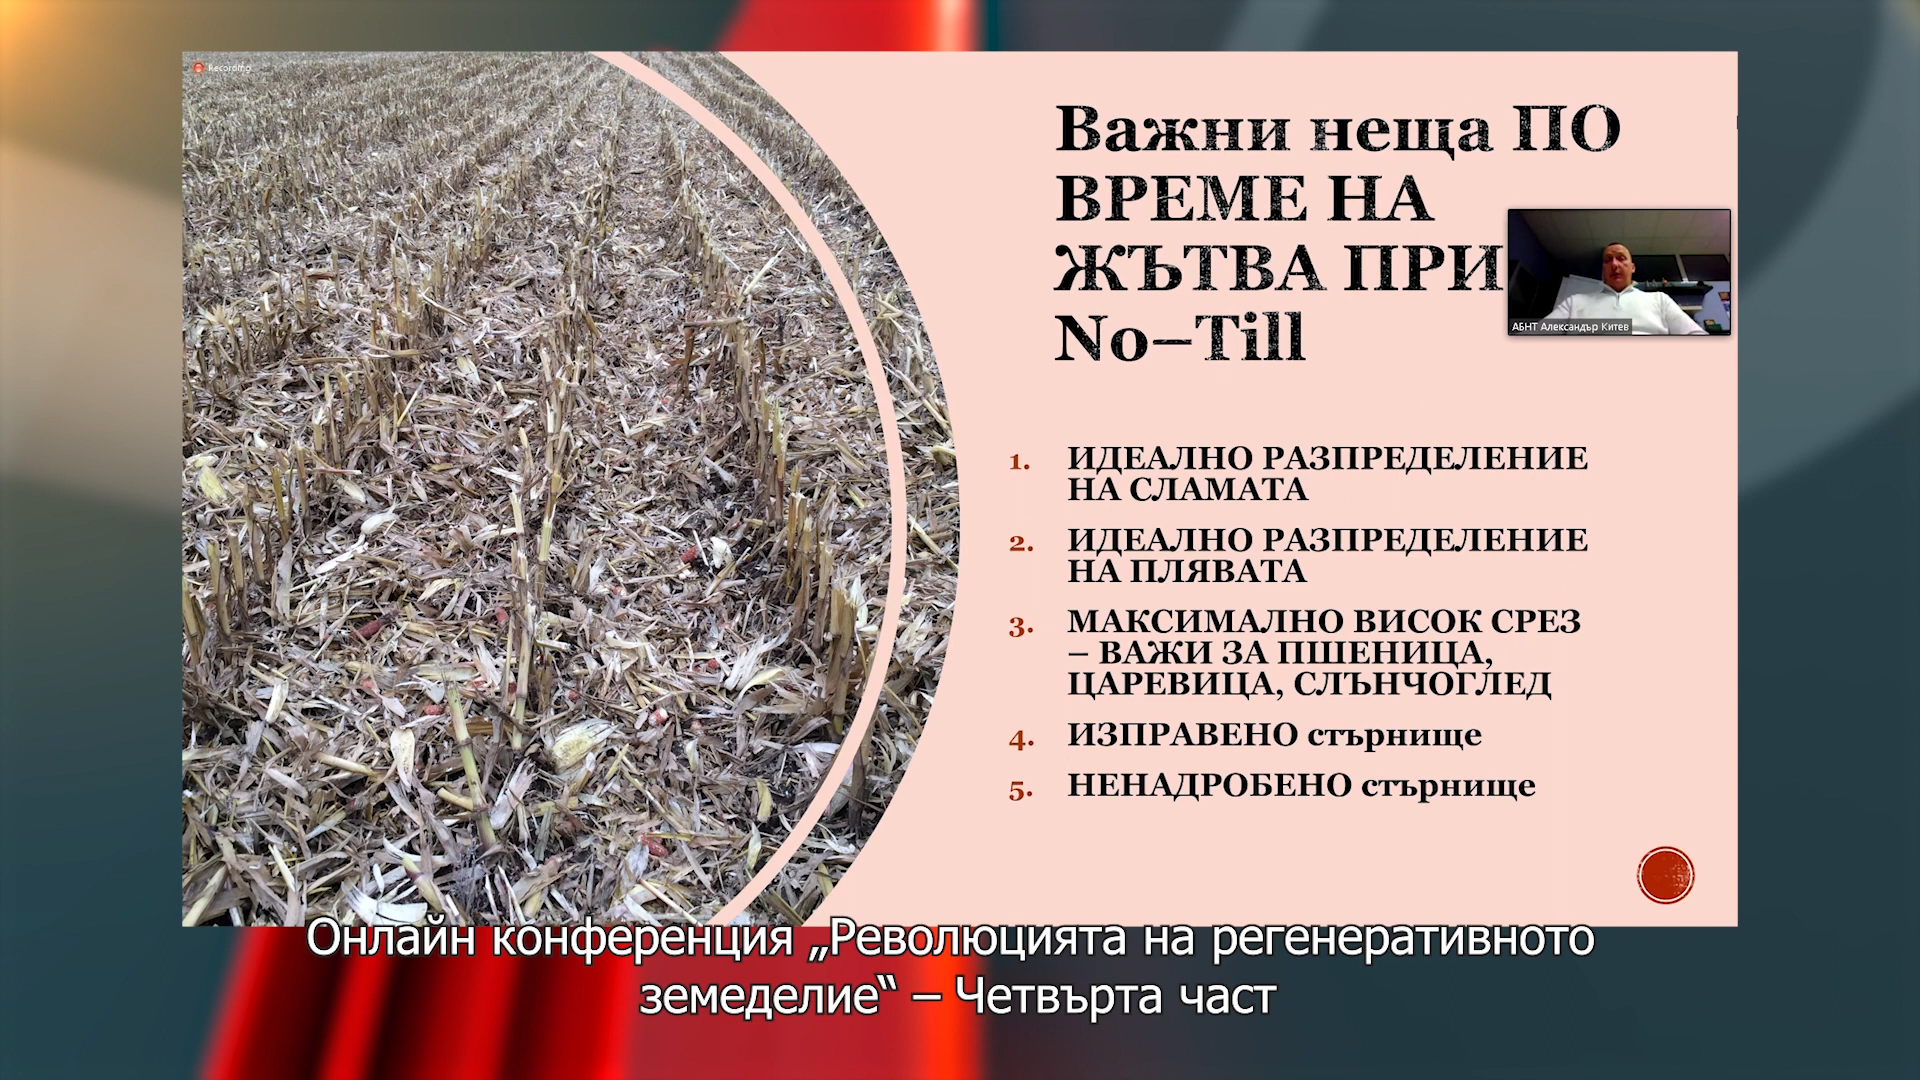 Recording
Важни неща ПО
ВРЕМЕ НА
ЖЪТВА ПРИ
No–Till
АБНТ Александър Китев
1. ИДЕАЛНО РАЗПРЕДЕЛЕНИЕ
НА СЛАМАТА
2. ИДЕАЛНО РАЗПРЕДЕЛЕНИЕ
НА ПЛЯВАТА
3. МАКСИМАЛНО ВИСОК СРЕЗ
– ВАЖИ ЗА ПШЕНИЦА,
ЦАРЕВИЦА, СЛЪНЧОГЛЕД
4. ИЗПРАВЕНО стърнище
5. НЕНАДРОБЕНО стърнище
Онлайн конференция „Революцията на регенеративното
земеделие“ – Четвърта част